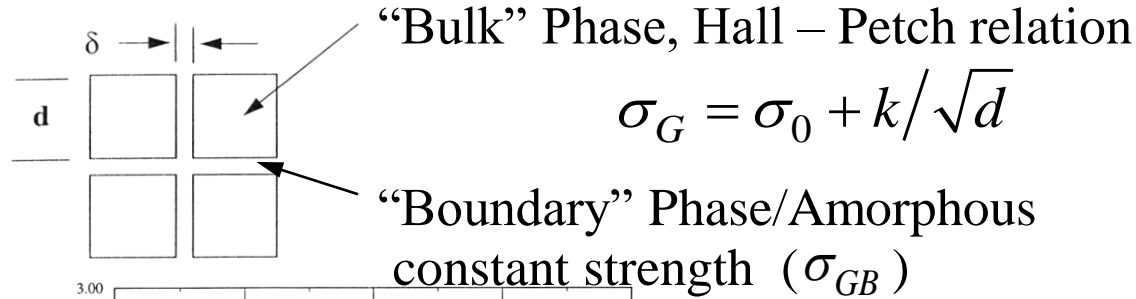 “Bulk” Phase, Hall – Petch relation
δ
d
σ_G = σ_0 + k/√d
“Boundary” Phase/Amorphous
constant strength (σ_GB)
3.00